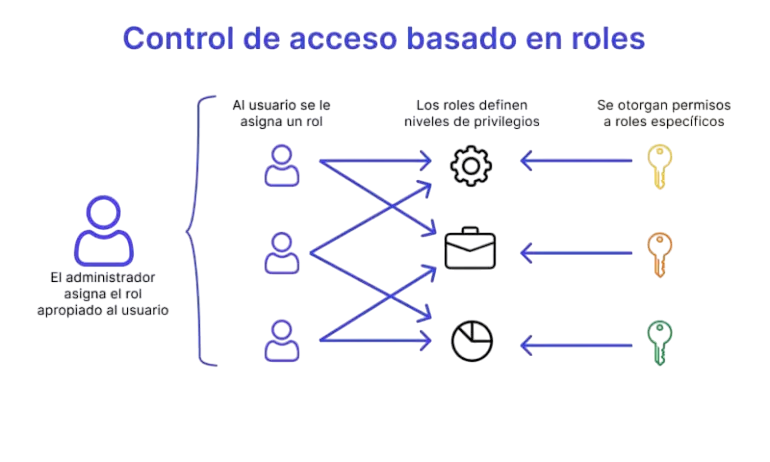 Control de acceso basado en roles
Al usuario se le
asigna un rol
Los roles definen
niveles de privilegios
Se otorgan permisos
a roles específicos
El administrador
asigna el rol
apropiado al usuario